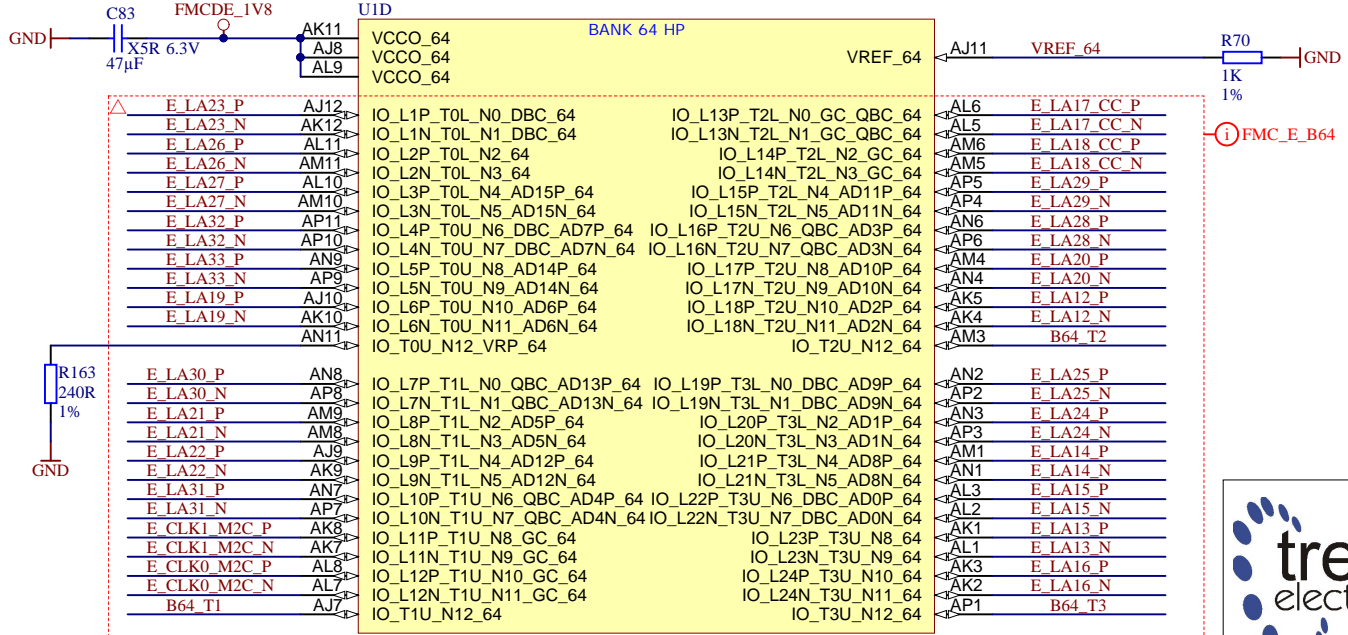 C83
FMCDE_1V8
U1D
GND
X5R 6.3V
47µF
AK11 VCCO_64
AJ8 VCCO_64
AL9 VCCO_64
BANK 64 HP
VREF_64 AJ11 VREF_64
R70
1K
1%
GND
E_LA23_P AJ12 IO_L1P_T0L_N0_DBC_64 IO_L13P_T2L_N0_GC_QBC_64 AL6 E_LA17_CC_P
E_LA23_N AK12 IO_L1N_T0L_N1_DBC_64 IO_L13N_T2L_N1_GC_QBC_64 AL5 E_LA17_CC_N
i FMC_E_B64
E_LA26_P AL11 IO_L2P_T0L_N2_64 IO_L14P_T2L_N2_GC_64 AM6 E_LA18_CC_P
E_LA26_N AM11 IO_L2N_T0L_N3_64 IO_L14N_T2L_N3_GC_64 AM5 E_LA18_CC_N
E_LA27_P AL10 IO_L3P_T0L_N4_AD15P_64 IO_L15P_T2L_N4_AD11P_64 AP5 E_LA29_P
E_LA27_N AM10 IO_L3N_T0L_N5_AD15N_64 IO_L15N_T2L_N5_AD11N_64 AP4 E_LA29_N
E_LA32_P AP11 IO_L4P_T0U_N6_DBC_AD7P_64 IO_L16P_T2U_N6_QBC_AD3P_64 AN6 E_LA28_P
E_LA32_N AP10 IO_L4N_T0U_N7_DBC_AD7N_64 IO_L16N_T2U_N7_QBC_AD3N_64 AP6 E_LA28_N
E_LA33_P AN9 IO_L5P_T0U_N8_AD14P_64 IO_L17P_T2U_N8_AD10P_64 AM4 E_LA20_P
E_LA33_N AP9 IO_L5N_T0U_N9_AD14N_64 IO_L17N_T2U_N9_AD10N_64 AN4 E_LA20_N
E_LA19_P AJ10 IO_L6P_T0U_N10_AD6P_64 IO_L18P_T2U_N10_AD2P_64 AK5 E_LA12_P
E_LA19_N AK10 IO_L6N_T0U_N11_AD6N_64 IO_L18N_T2U_N11_AD2N_64 AK4 E_LA12_N
AN11 IO_T0U_N12_VRP_64 IO_T2U_N12_64 AM3 B64_T2
R163
240R
1%
GND
E_LA30_P AN8 IO_L7P_T1L_N0_QBC_AD13P_64 IO_L19P_T3L_N0_DBC_AD9P_64 AN2 E_LA25_P
E_LA30_N AP8 IO_L7N_T1L_N1_QBC_AD13N_64 IO_L19N_T3L_N1_DBC_AD9N_64 AP2 E_LA25_N
E_LA21_P AM9 IO_L8P_T1L_N2_AD5P_64 IO_L20P_T3L_N2_AD1P_64 AN3 E_LA24_P
E_LA21_N AM8 IO_L8N_T1L_N3_AD5N_64 IO_L20N_T3L_N3_AD1N_64 AP3 E_LA24_N
E_LA22_P AJ9 IO_L9P_T1L_N4_AD12P_64 IO_L21P_T3L_N4_AD8P_64 AM1 E_LA14_P
E_LA22_N AK9 IO_L9N_T1L_N5_AD12N_64 IO_L21N_T3L_N5_AD8N_64 AN1 E_LA14_N
E_LA31_P AN7 IO_L10P_T1U_N6_QBC_AD4P_64 IO_L22P_T3U_N6_DBC_AD0P_64 AL3 E_LA15_P
E_LA31_N AP7 IO_L10N_T1U_N7_QBC_AD4N_64 IO_L22N_T3U_N7_DBC_AD0N_64 AL2 E_LA15_N
E_CLK1_M2C_P AK8 IO_L11P_T1U_N8_GC_64 IO_L23P_T3U_N8_64 AK1 E_LA13_P
E_CLK1_M2C_N AK7 IO_L11N_T1U_N9_GC_64 IO_L23N_T3U_N9_64 AL1 E_LA13_N
E_CLK0_M2C_P AL8 IO_L12P_T1U_N10_GC_64 IO_L24P_T3U_N10_64 AK3 E_LA16_P
E_CLK0_M2C_N AL7 IO_L12N_T1U_N11_GC_64 IO_L24N_T3U_N11_64 AK2 E_LA16_N
B64_T1 AJ7 IO_T1U_N12_64 IO_T3U_N12_64 AP1 B64_T3
tre
elect